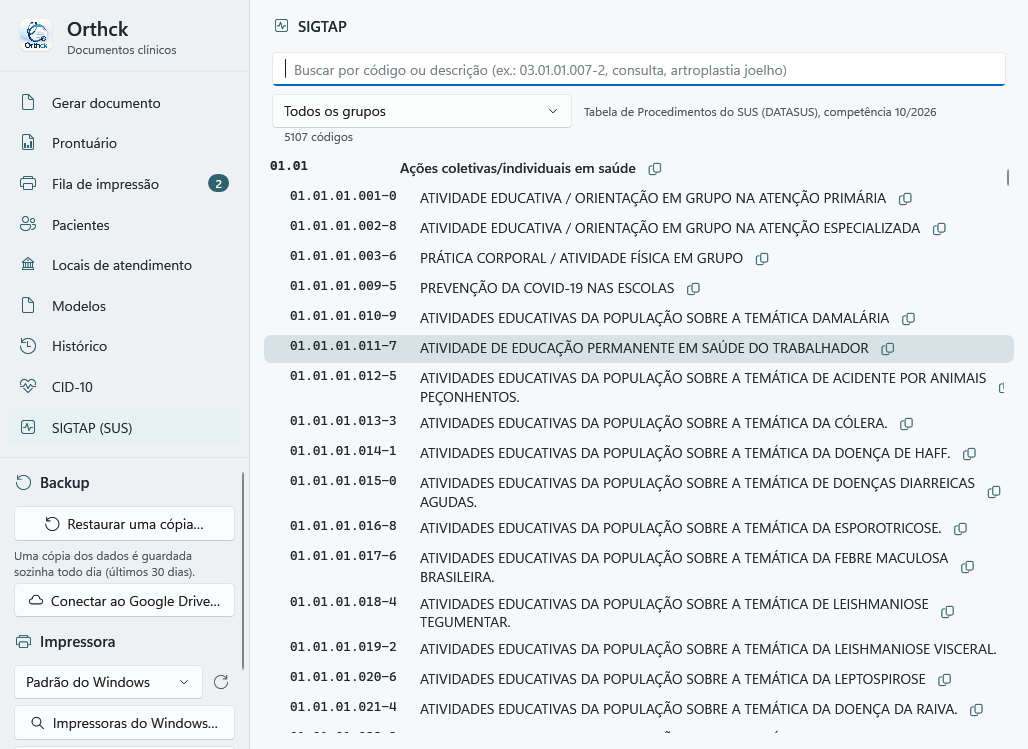 Orthck
Documentos clínicos
Orthck
Gerar documento
Prontuário
Fila de impressão
2
Pacientes
Locais de atendimento
Modelos
Histórico
CID-10
SIGTAP (SUS)
Backup
Restaurar uma cópia...
Uma cópia dos dados é guardada
sozinha todo dia (últimos 30 dias).
Conectar ao Google Drive...
Impressora
Padrão do Windows
Impressoras do Windows...
SIGTAP
Buscar por código ou descrição (ex.: 03.01.01.007-2, consulta, artroplastia joelho)
Todos os grupos
Tabela de Procedimentos do SUS (DATASUS), competência 10/2026
5107 códigos
01.01 Ações coletivas/individuais em saúde
01.01.01.001-0 ATIVIDADE EDUCATIVA / ORIENTAÇÃO EM GRUPO NA ATENÇÃO PRIMÁRIA
01.01.01.002-8 ATIVIDADE EDUCATIVA / ORIENTAÇÃO EM GRUPO NA ATENÇÃO ESPECIALIZADA
01.01.01.003-6 PRÁTICA CORPORAL / ATIVIDADE FÍSICA EM GRUPO
01.01.01.009-5 PREVENÇÃO DA COVID-19 NAS ESCOLAS
01.01.01.010-9 ATIVIDADES EDUCATIVAS DA POPULAÇÃO SOBRE A TEMÁTICA DAMALÁRIA
01.01.01.011-7 ATIVIDADE DE EDUCAÇÃO PERMANENTE EM SAÚDE DO TRABALHADOR
01.01.01.012-5 ATIVIDADES EDUCATIVAS DA POPULAÇÃO SOBRE A TEMÁTICA DE ACIDENTE POR ANIMAIS
PEÇONHENTOS.
01.01.01.013-3 ATIVIDADES EDUCATIVAS DA POPULAÇÃO SOBRE A TEMÁTICA DA CÓLERA.
01.01.01.014-1 ATIVIDADES EDUCATIVAS DA POPULAÇÃO SOBRE A TEMÁTICA DA DOENÇA DE HAFF.
01.01.01.015-0 ATIVIDADES EDUCATIVAS DA POPULAÇÃO SOBRE A TEMÁTICA DE DOENÇAS DIARREICAS
AGUDAS.
01.01.01.016-8 ATIVIDADES EDUCATIVAS DA POPULAÇÃO SOBRE A TEMÁTICA DA ESPOROTRICOSE.
01.01.01.017-6 ATIVIDADES EDUCATIVAS DA POPULAÇÃO SOBRE A TEMÁTICA DA FEBRE MACULOSA
BRASILEIRA.
01.01.01.018-4 ATIVIDADES EDUCATIVAS DA POPULAÇÃO SOBRE A TEMÁTICA DE LEISHMANIOSE
TEGUMENTAR.
01.01.01.019-2 ATIVIDADES EDUCATIVAS DA POPULAÇÃO SOBRE A TEMÁTICA DA LEISHMANIOSE VISCERAL.
01.01.01.020-6 ATIVIDADES EDUCATIVAS DA POPULAÇÃO SOBRE A TEMÁTICA DA LEPTOSPIROSE
01.01.01.021-4 ATIVIDADES EDUCATIVAS DA POPULAÇÃO SOBRE A TEMÁTICA DA DOENÇA DA RAIVA.